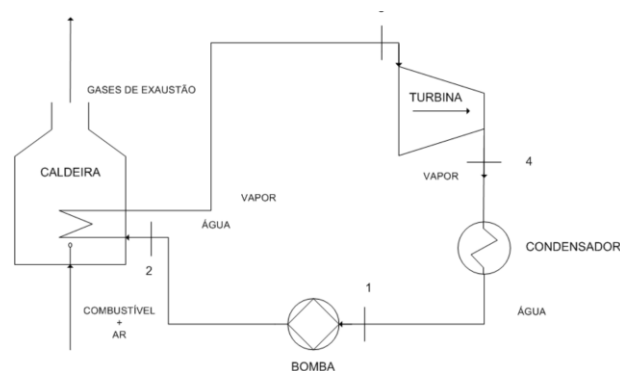 GASES DE EXAUSTÃO
TURBINA
CALDEIRA
4
VAPOR
VAPOR
ÁGUA
CONDENSADOR
2
1
COMBUSTÍVEL
+
AR
ÁGUA
BOMBA